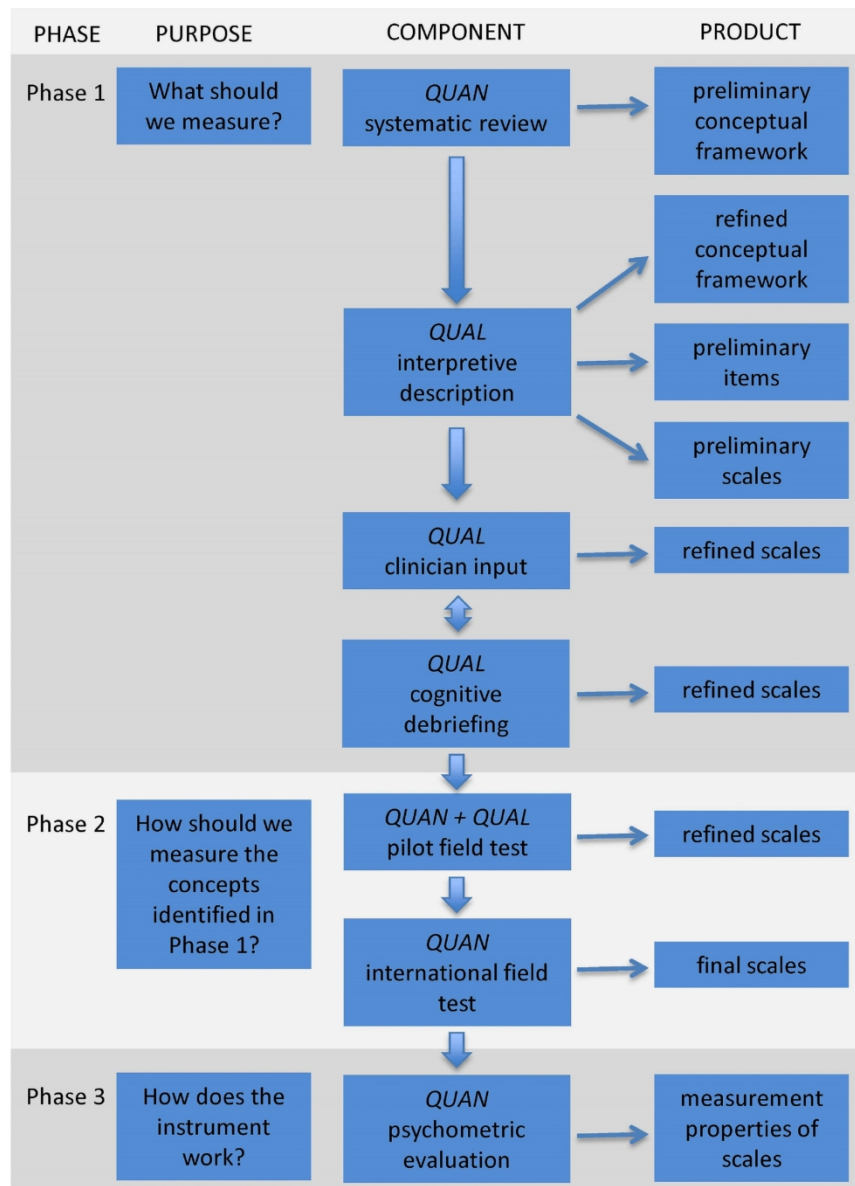 PHASE PURPOSE COMPONENT PRODUCT
Phase 1
What should
we measure?
QUAN
systematic review
preliminary
conceptual
framework
refined
conceptual
framework
QUAL
interpretive
description
preliminary
items
preliminary
scales
QUAL
clinician input
refined scales
QUAL
cognitive
debriefing
refined scales
Phase 2
How should we
measure the
concepts
identified in
Phase 1?
QUAN + QUAL
pilot field test
refined scales
QUAN
international field
test
final scales
Phase 3
How does the
instrument
work?
QUAN
psychometric
evaluation
measurement
properties of
scales